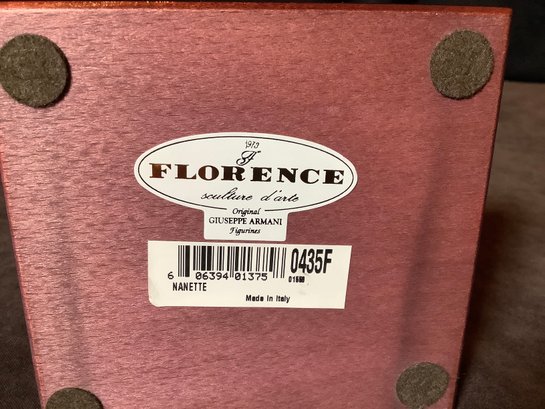 1973
FLORENCE
sculture d'arte
Original
GIUSEPPE ARMANI
Figurines
0435F
6 06394 01375
NANETTE
Made in Italy